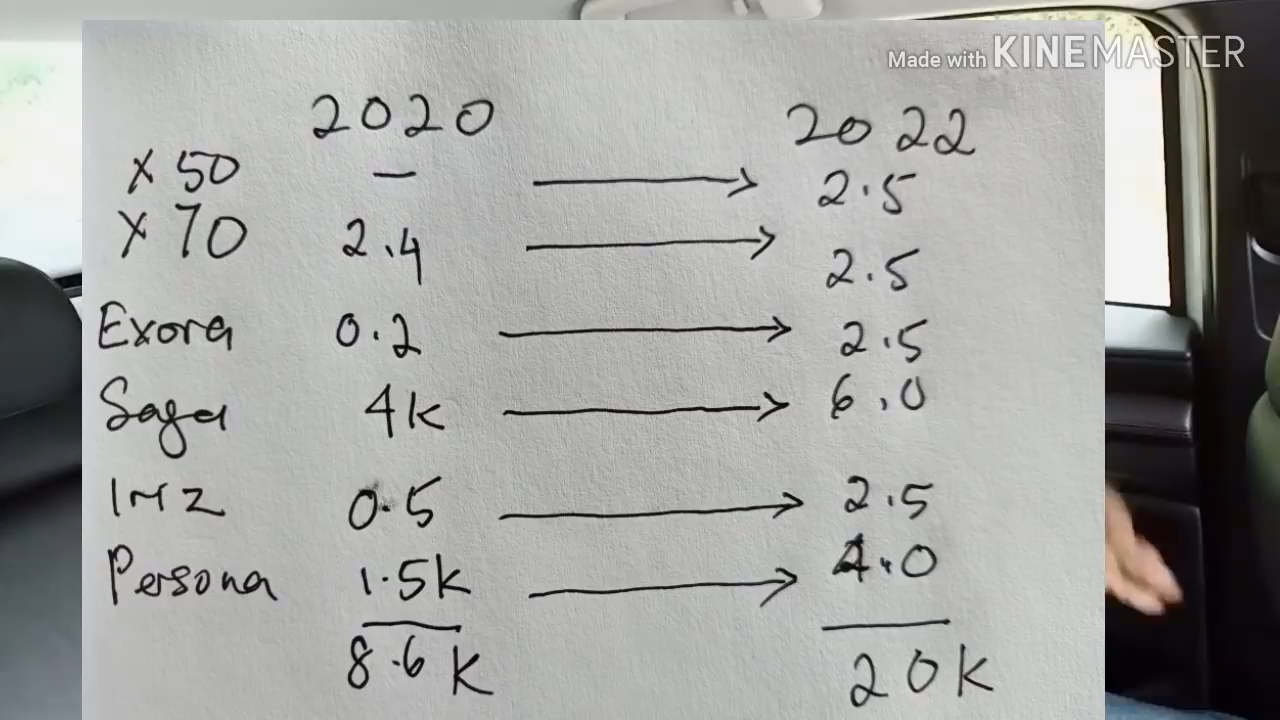 Made with KINEMASTER
2020 2022
X50 — 2.5
X70 2.4 2.5
Exora 0.2 2.5
Saga 4k 6.0
IRIZ 0.5 2.5
Persona 1.5k 4.0
8.6k 20k